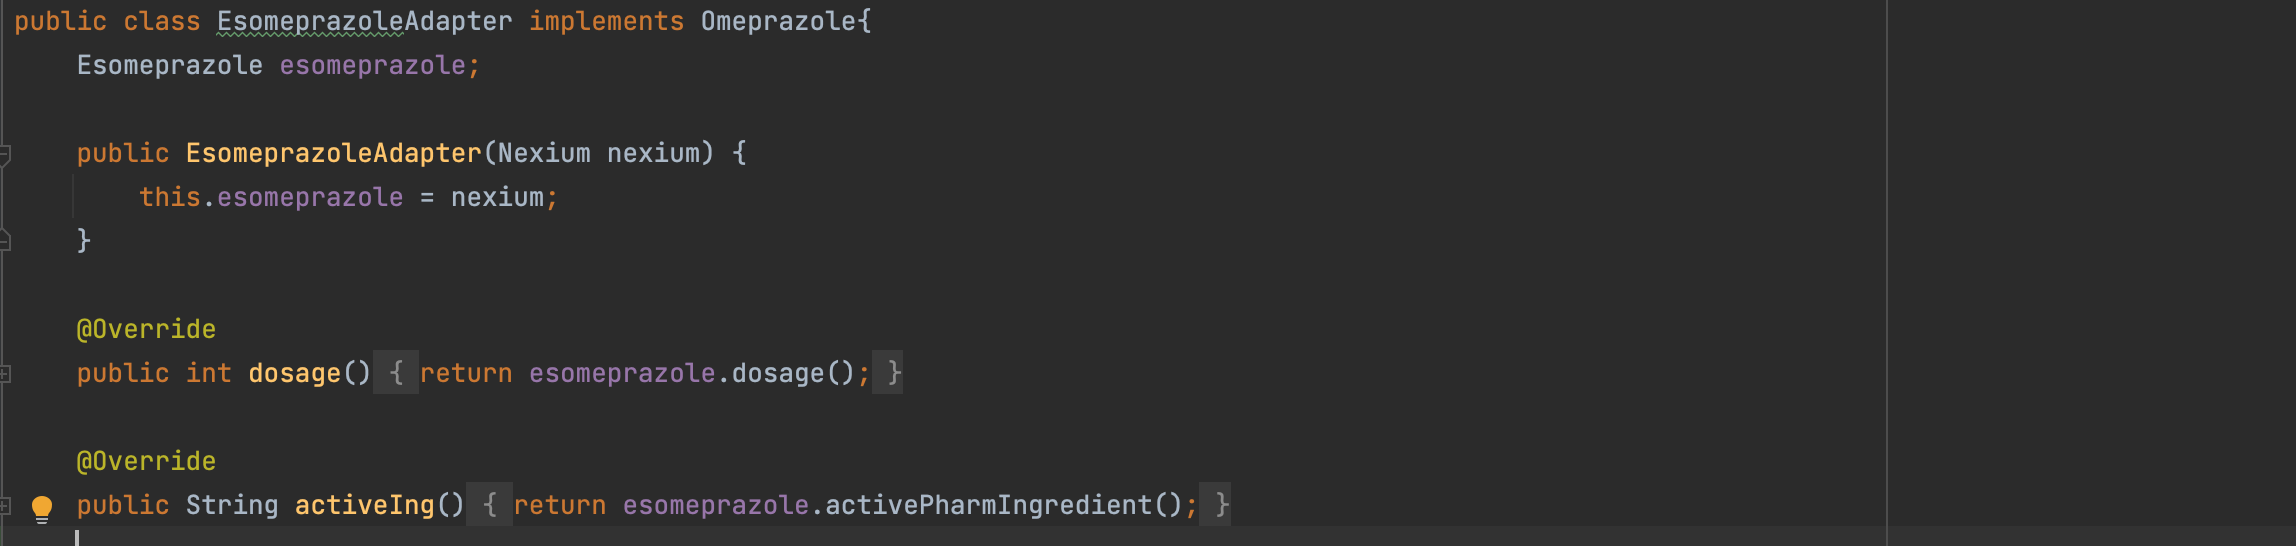 public class EsomeprazoleAdapter implements Omeprazole{
    Esomeprazole esomeprazole;
    public EsomeprazoleAdapter(Nexium nexium) {
        this.esomeprazole = nexium;
    }
    @Override
    public int dosage() { return esomeprazole.dosage(); }
    @Override
    public String activeIng() { return esomeprazole.activePharmIngredient(); }